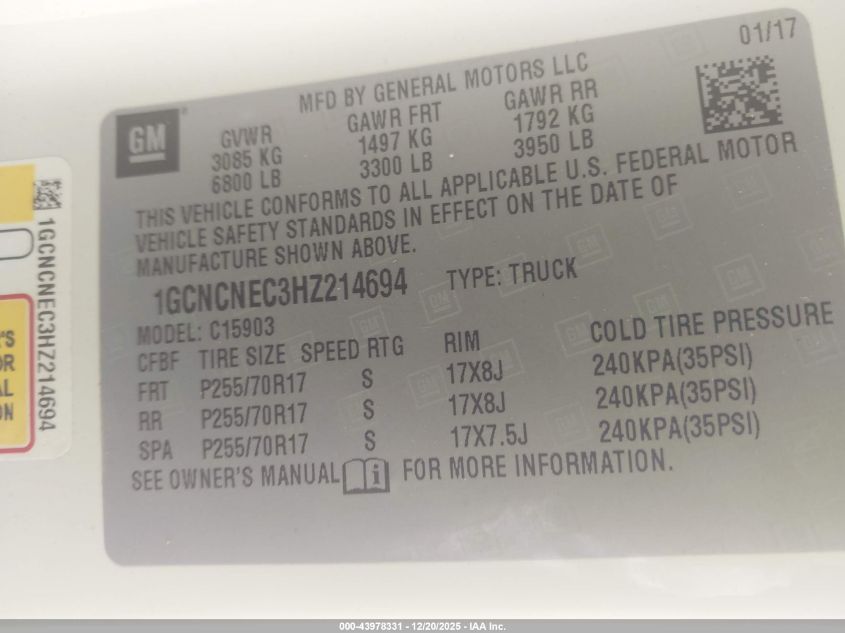 01/17
MFD BY GENERAL MOTORS LLC
GM
GVWR GAWR FRT GAWR RR
3085 KG 1497 KG 1792 KG
6800 LB 3300 LB 3950 LB
THIS VEHICLE CONFORMS TO ALL APPLICABLE U.S. FEDERAL MOTOR
VEHICLE SAFETY STANDARDS IN EFFECT ON THE DATE OF
MANUFACTURE SHOWN ABOVE.
1GCNCNEC3HZ214694 TYPE: TRUCK
MODEL: C15903
CFBF TIRE SIZE SPEED RTG RIM COLD TIRE PRESSURE
FRT P255/70R17 S 17X8J 240KPA(35PSI)
RR P255/70R17 S 17X8J 240KPA(35PSI)
SPA P255/70R17 S 17X7.5J 240KPA(35PSI)
SEE OWNER'S MANUAL i FOR MORE INFORMATION.
1GCNCNEC3HZ214694
'S
OR
AL
ON
000-43978331 - 12/20/2025 - IAA Inc.